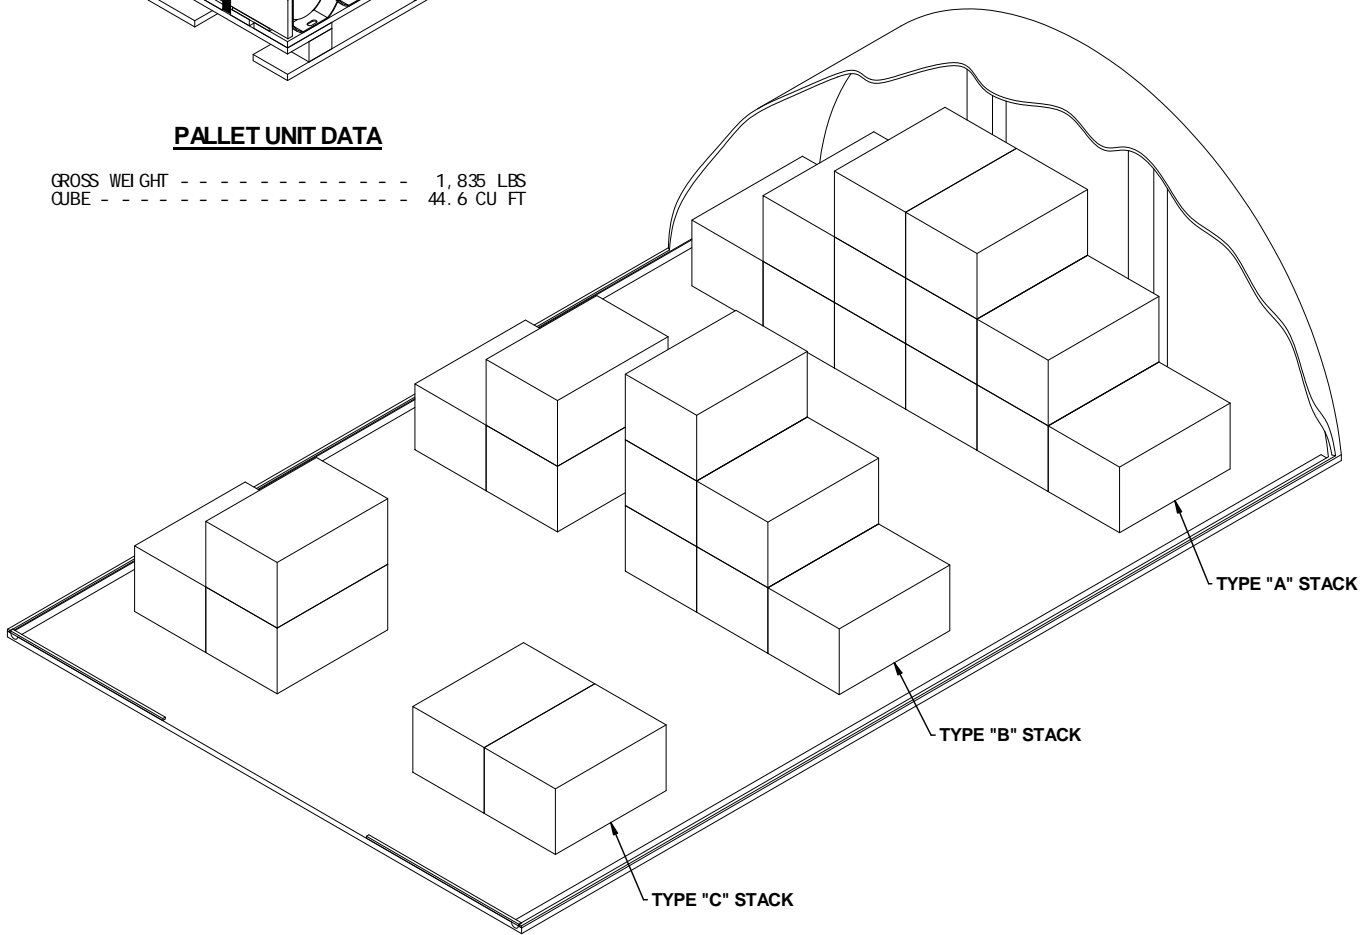 PALLET UNIT DATA
GROSS WEIGHT - - - - - - - - - - - - 1,835 LBS
CUBE - - - - - - - - - - - - - - - - 44.6 CU FT
TYPE "A" STACK
TYPE "B" STACK
TYPE "C" STACK